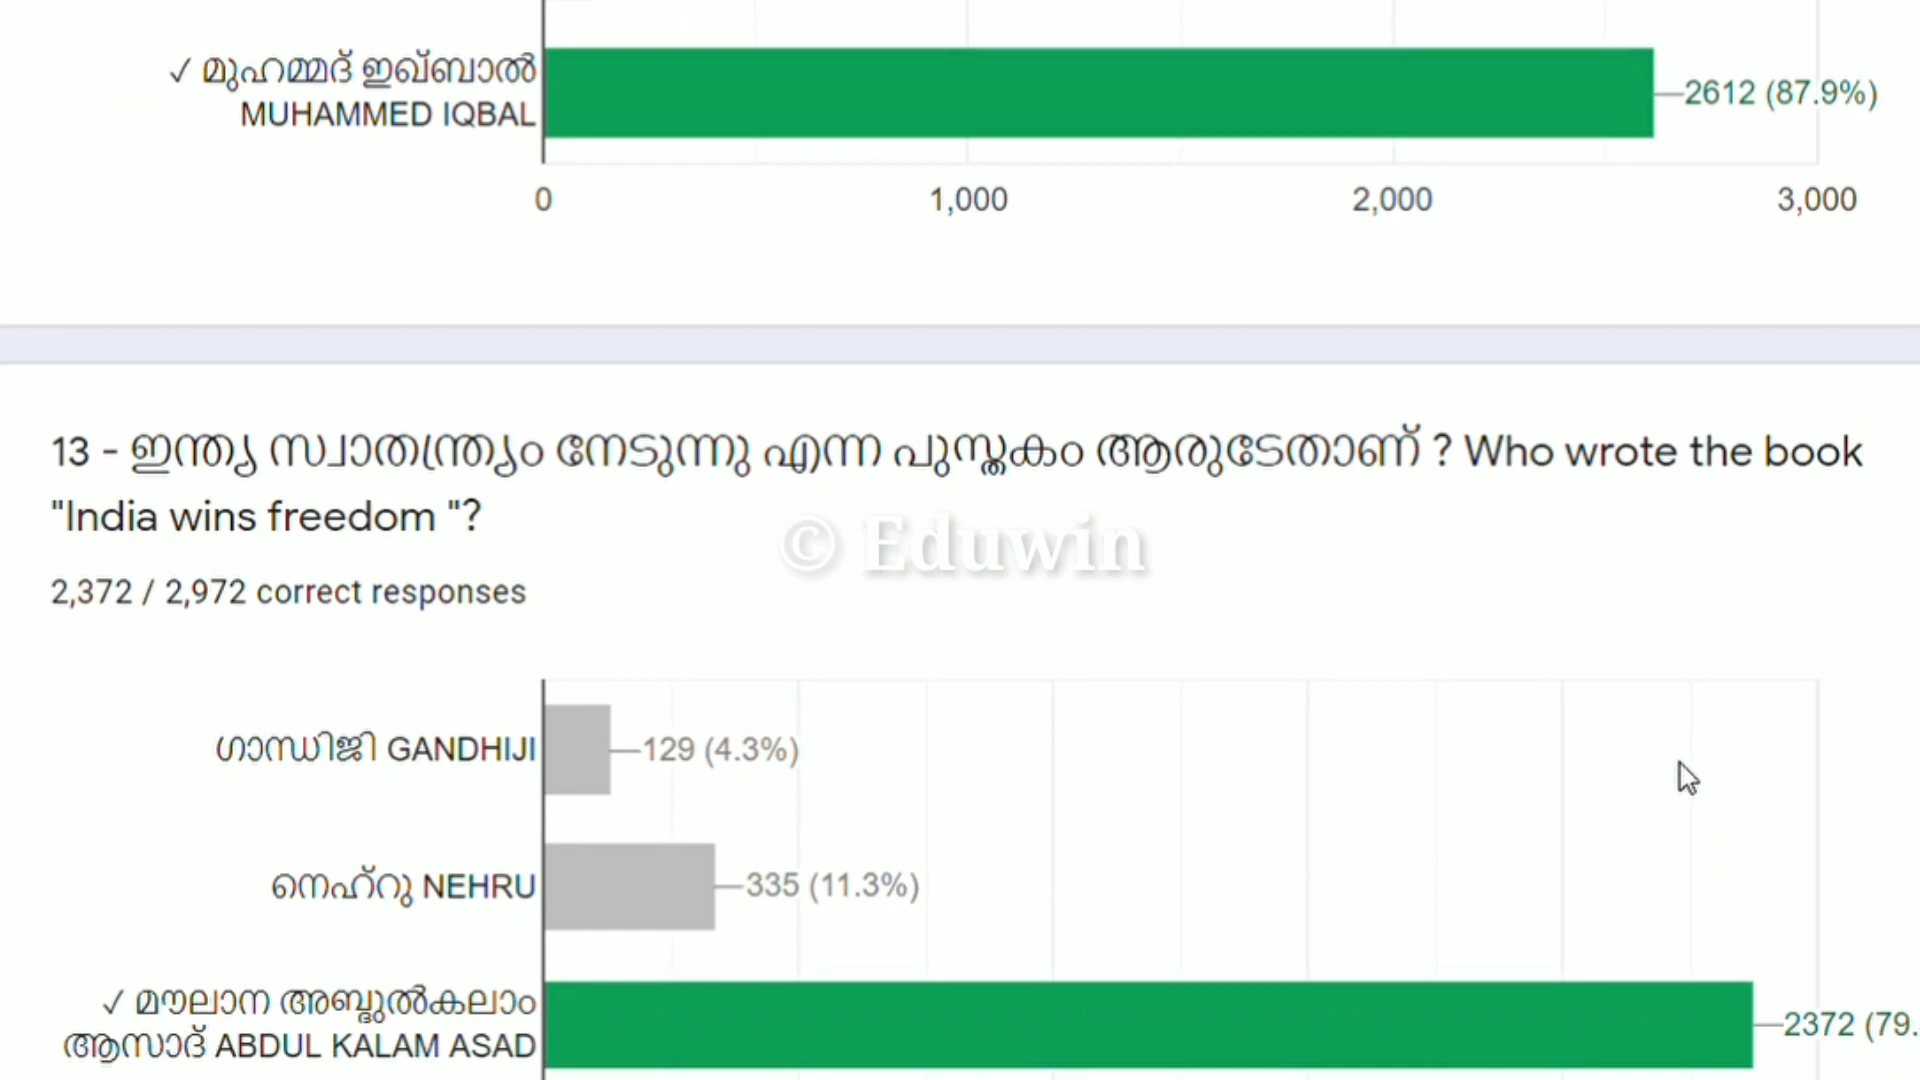 ✓ മുഹമ്മദ് ഇഖ്ബാൽ
MUHAMMED IQBAL
2612 (87.9%)
0 1,000 2,000 3,000
13 - ഇന്ത്യ സ്വാതന്ത്ര്യം നേടുന്നു എന്ന പുസ്തകം ആരുടേതാണ് ? Who wrote the book
"India wins freedom "?
© Eduwin
2,372 / 2,972 correct responses
ഗാന്ധിജി GANDHIJI 129 (4.3%)
നെഹ്റു NEHRU 335 (11.3%)
✓ മൗലാന അബ്ദുൽകലാം
ആസാദ് ABDUL KALAM ASAD
2372 (79.